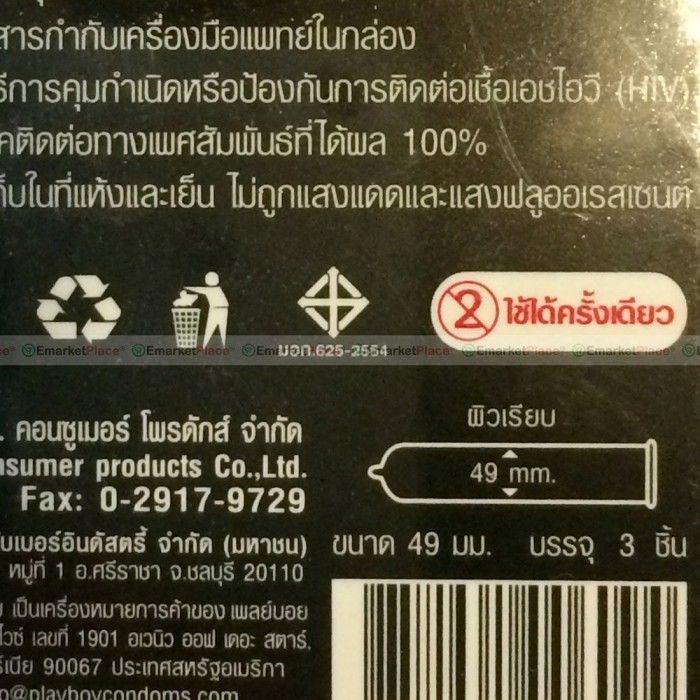 สารกำกับเครื่องมือแพทย์ในกล่อง
ธีการคุมกำเนิดหรือป้องกันการติดต่อเชื้อเอชไอวี (HIV)
คติดต่อทางเพศสัมพันธ์ที่ได้ผล 100%
ก็บในที่แห้งและเย็น ไม่ถูกแสงแดดและแสงฟลูออเรสเซนต์
2 ใช้ได้ครั้งเดียว
EmarketPlace EmarketPlace EmarketPlace EmarketPlace EmarketPlace
มอก.625-2554
. คอนซูเมอร์ โพรดักส์ จำกัด
nsumer products Co.,Ltd.
Fax: 0-2917-9729
ผิวเรียบ
49 mm.
ขนาด 49 มม. บรรจุ 3 ชิ้น
บเบอร์อินดัสตรี้ จำกัด (มหาชน)
หมู่ที่ 1 อ.ศรีราชา จ.ชลบุรี 20110
เป็นเครื่องหมายการค้าของ เพลย์บอย
ไวซ์ เลขที่ 1901 อเวนิว ออฟ เดอะ สตาร์,
ร์เนีย 90067 ประเทศสหรัฐอเมริกา
@playboycondoms.com